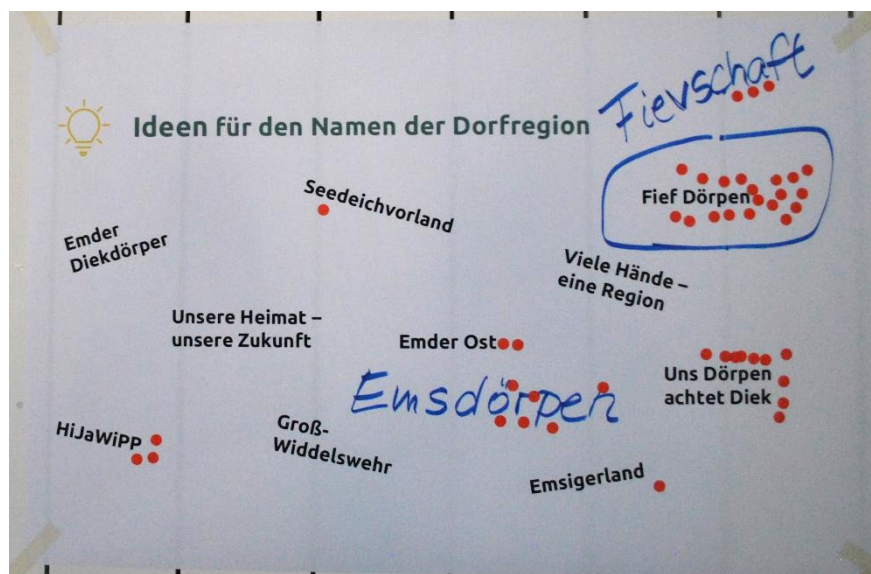 Fievschaft
Ideen für den Namen der Dorfregion
Seedeichvorland
Fief Dörpen
Emder
Diekdörper
Viele Hände –
eine Region
Unsere Heimat –
unsere Zukunft
Emder Ost
Uns Dörpen
achtet Diek
Emsdörpen
HiJaWiPP
Groß-
Widdelswehr
Emsigerland